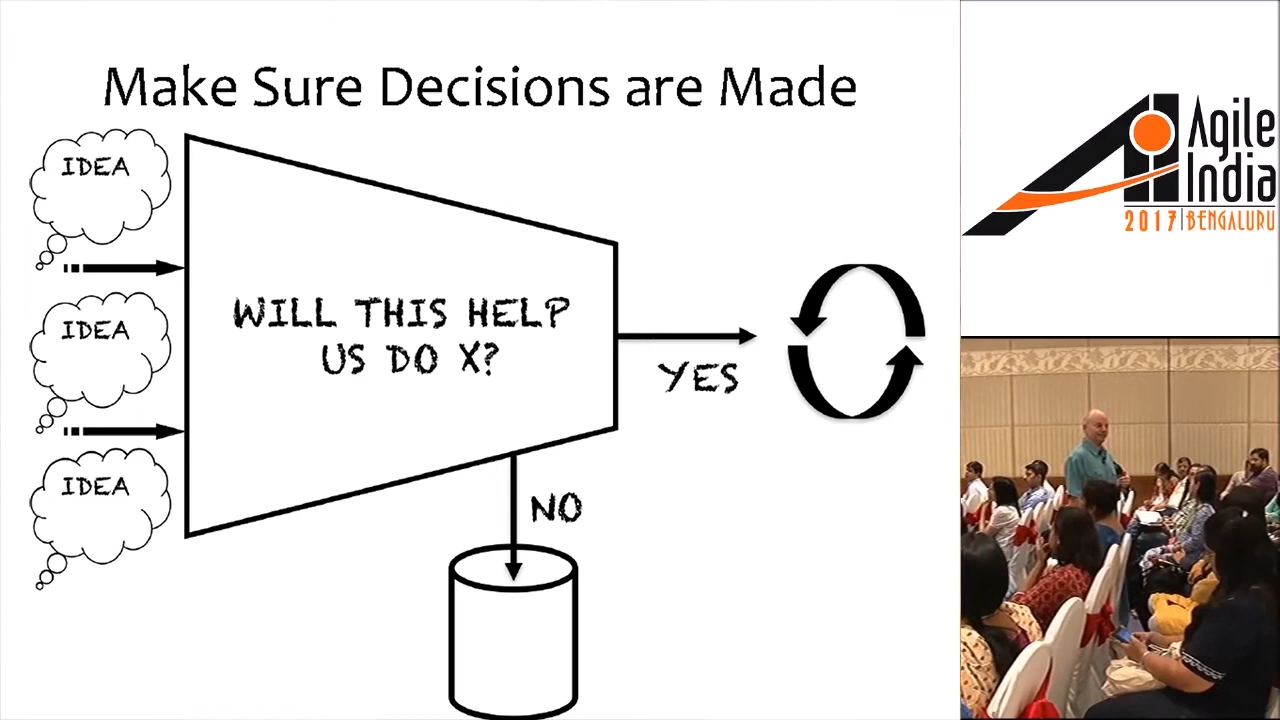 Make Sure Decisions are Made
IDEA
IDEA
IDEA
WILL THIS HELP
US DO X?
YES
NO
Agile
India
2017 | BENGALURU